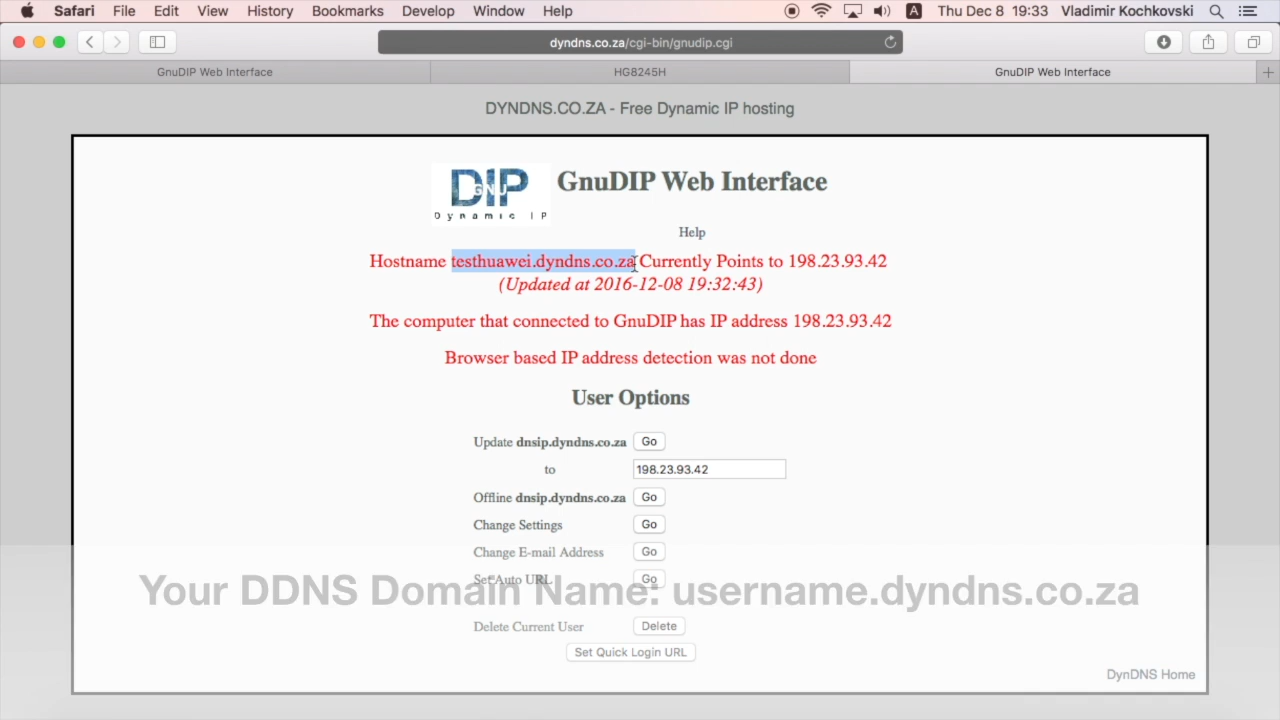 Safari File Edit View History Bookmarks Develop Window Help A Thu Dec 8 19:33 Vladimir Kochkovski
dyndns.co.za/cgi-bin/gnudip.cgi
GnuDIP Web Interface HG8245H GnuDIP Web Interface
DYNDNS.CO.ZA - Free Dynamic IP hosting
GNU DIP
Dynamic IP
GnuDIP Web Interface
Help
Hostname testhuawei.dyndns.co.za Currently Points to 198.23.93.42
(Updated at 2016-12-08 19:32:43)
The computer that connected to GnuDIP has IP address 198.23.93.42
Browser based IP address detection was not done
User Options
Update dnsip.dyndns.co.za Go
to 198.23.93.42
Offline dnsip.dyndns.co.za Go
Change Settings Go
Change E-mail Address Go
Set Auto URL Go
Your DDNS Domain Name: username.dyndns.co.za
Delete Current User Delete
Set Quick Login URL
DynDNS Home